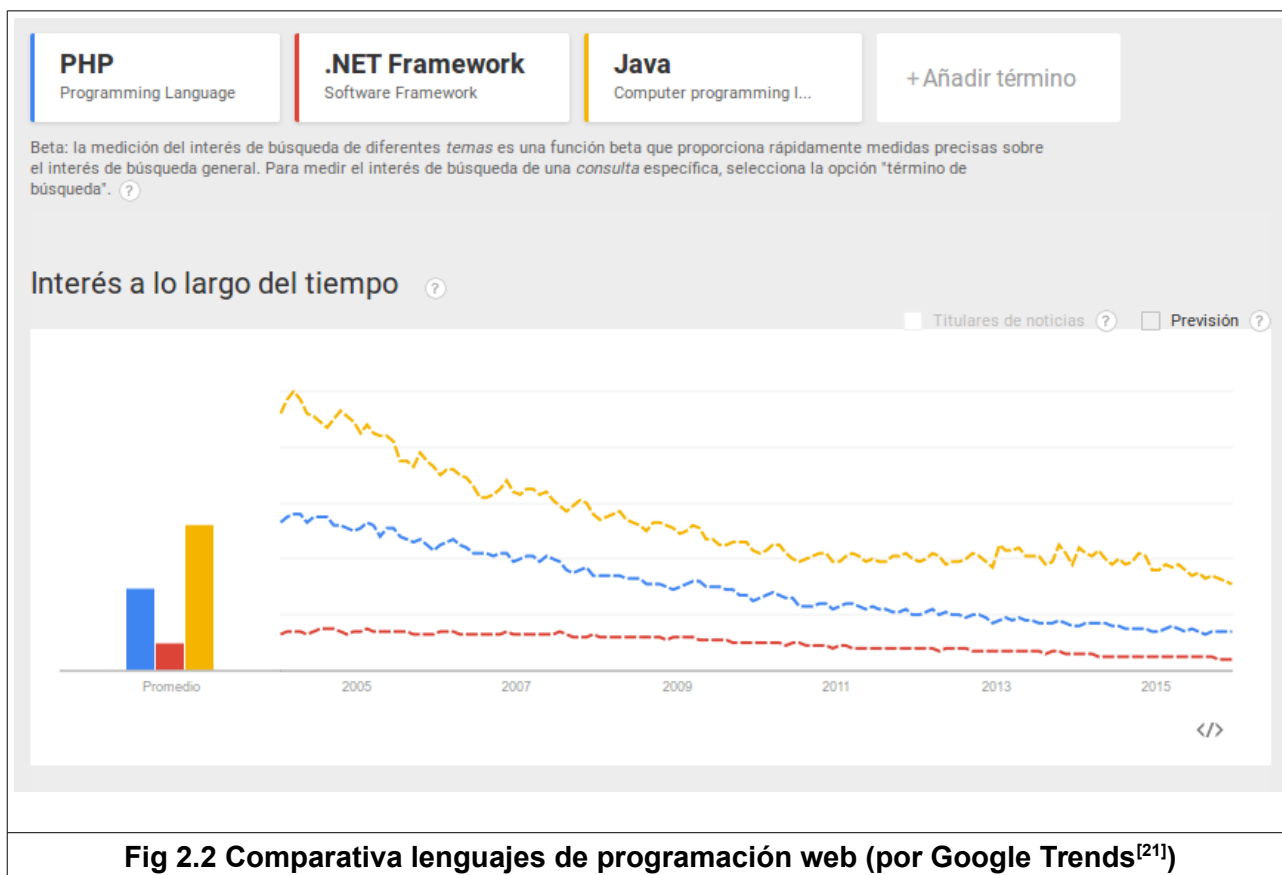 PHP
Programming Language
.NET Framework
Software Framework
Java
Computer programming l...
+Añadir término
Beta: la medición del interés de búsqueda de diferentes temas es una función beta que proporciona rápidamente medidas precisas sobre
el interés de búsqueda general. Para medir el interés de búsqueda de una consulta específica, selecciona la opción "término de
búsqueda". ?
Interés a lo largo del tiempo ?
Titulares de noticias ? Previsión ?
Promedio 2005 2007 2009 2011 2013 2015
</>
Fig 2.2 Comparativa lenguajes de programación web (por Google Trends[21])